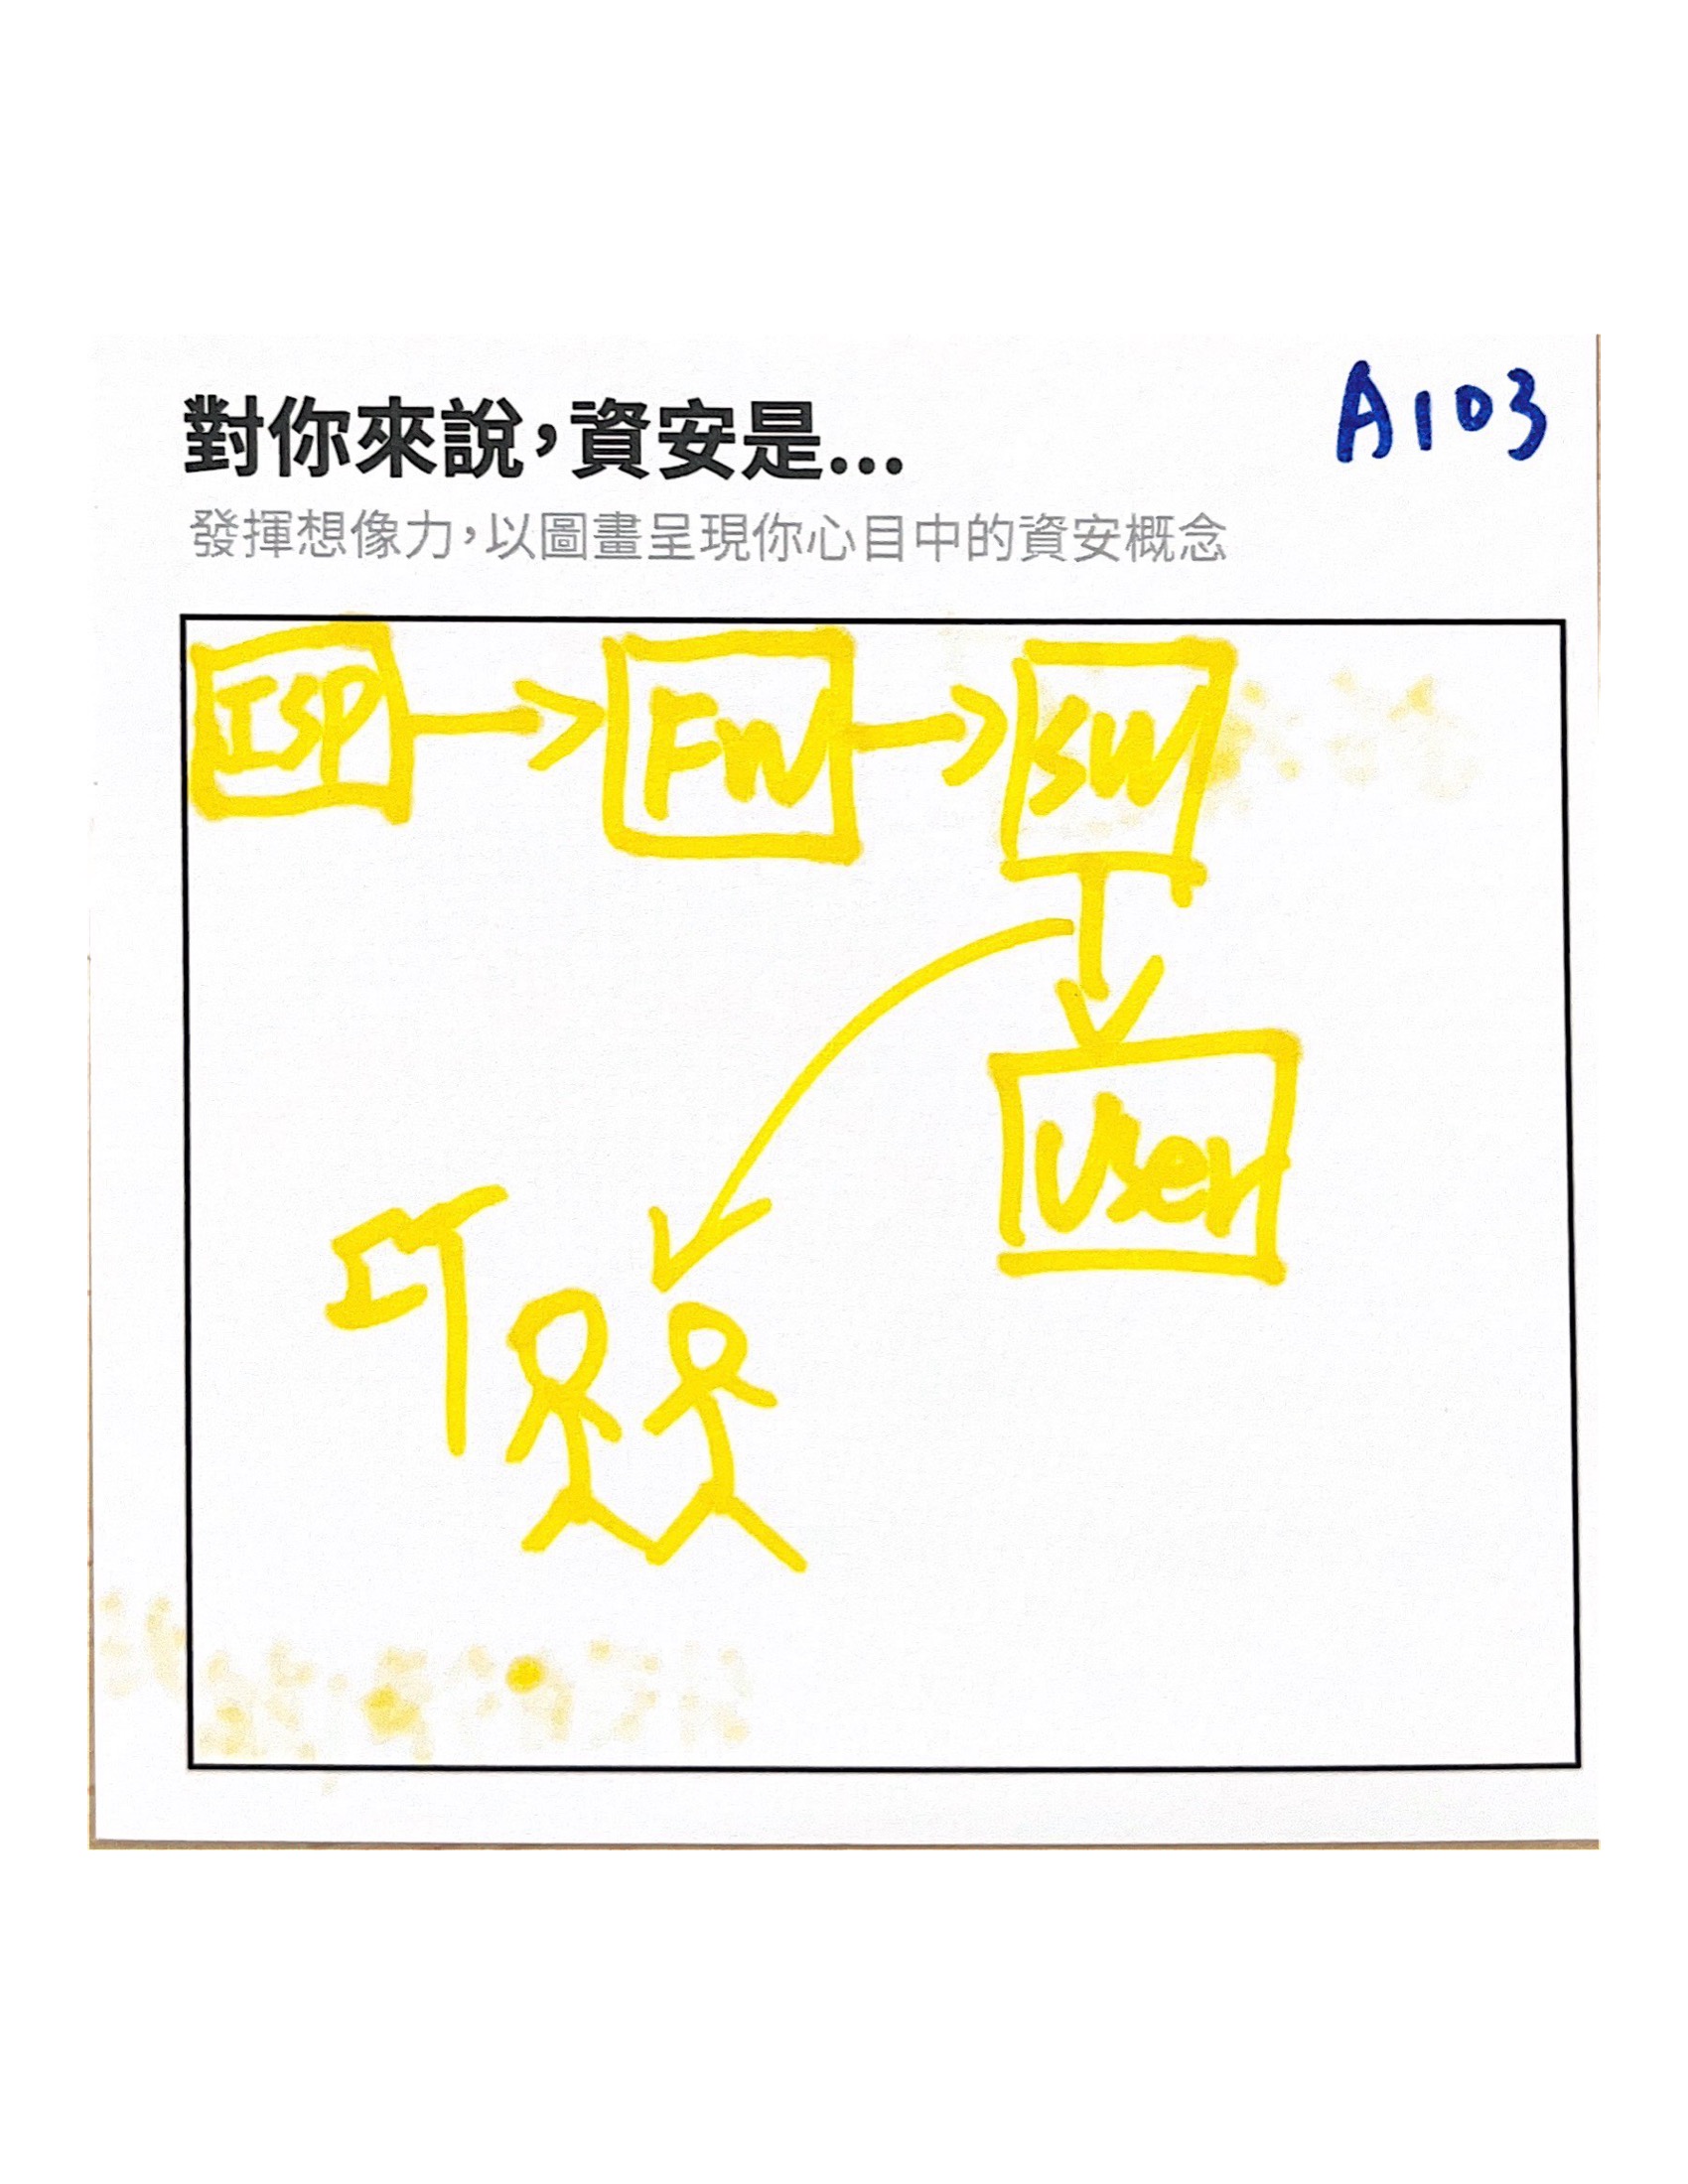 對你來說,資安是...
A103
發揮想像力,以圖畫呈現你心目中的資安概念
ISP
FW
SW
User
IT